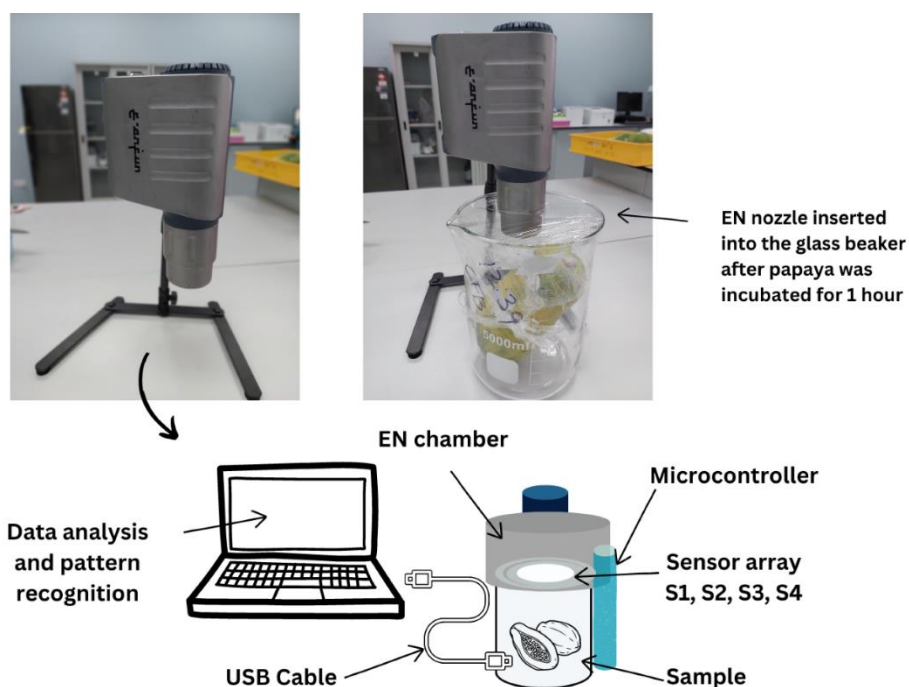 EN nozzle inserted
into the glass beaker
after papaya was
incubated for 1 hour
5000ml
EN chamber
Microcontroller
Data analysis
and pattern
recognition
Sensor array
S1, S2, S3, S4
USB Cable
Sample